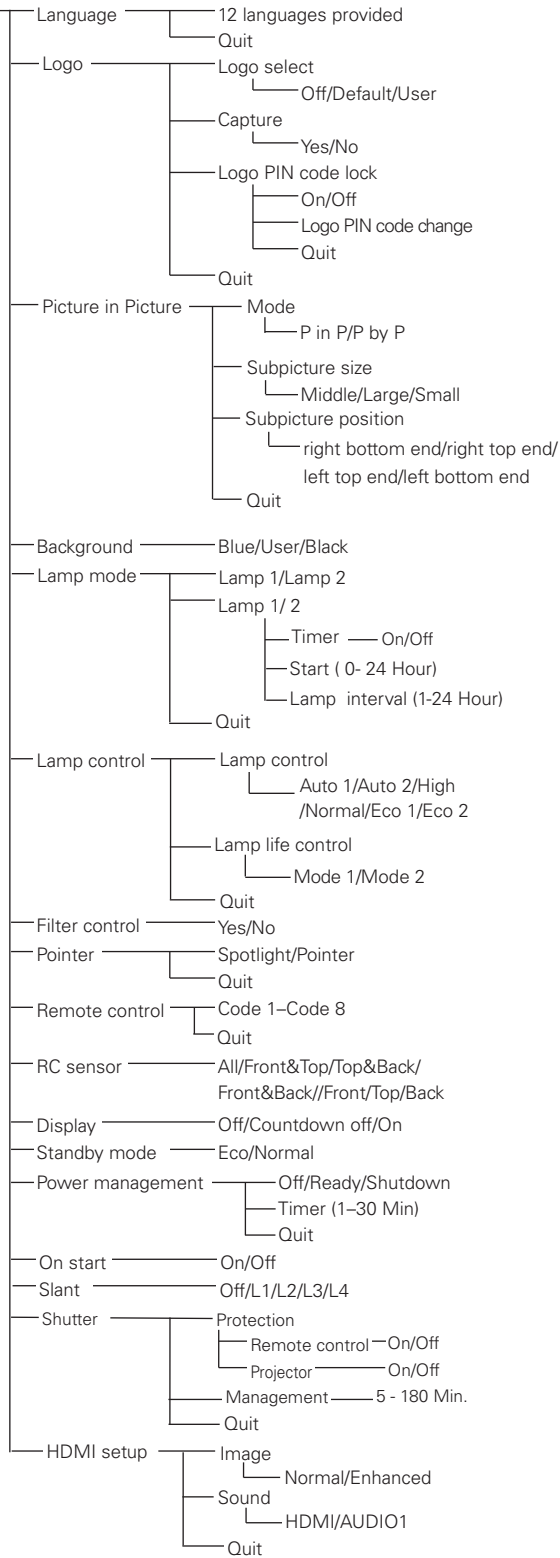 Language 12 languages provided
Quit
Logo Logo select
Off/Default/User
Capture
Yes/No
Logo PIN code lock
On/Off
Logo PIN code change
Quit
Quit
Picture in Picture Mode
P in P/P by P
Subpicture size
Middle/Large/Small
Subpicture position
right bottom end/right top end/
left top end/left bottom end
Quit
Background Blue/User/Black
Lamp mode Lamp 1/Lamp 2
Lamp 1/ 2
Timer On/Off
Start ( 0- 24 Hour)
Lamp interval (1-24 Hour)
Quit
Lamp control Lamp control
Auto 1/Auto 2/High
/Normal/Eco 1/Eco 2
Lamp life control
Mode 1/Mode 2
Quit
Filter control Yes/No
Pointer Spotlight/Pointer
Quit
Remote control Code 1–Code 8
Quit
RC sensor All/Front&Top/Top&Back/
Front&Back//Front/Top/Back
Display Off/Countdown off/On
Standby mode Eco/Normal
Power management Off/Ready/Shutdown
Timer (1–30 Min)
Quit
On start On/Off
Slant Off/L1/L2/L3/L4
Shutter Protection
Remote control On/Off
Projector On/Off
Management 5 - 180 Min.
Quit
HDMI setup Image
Normal/Enhanced
Sound
HDMI/AUDIO1
Quit